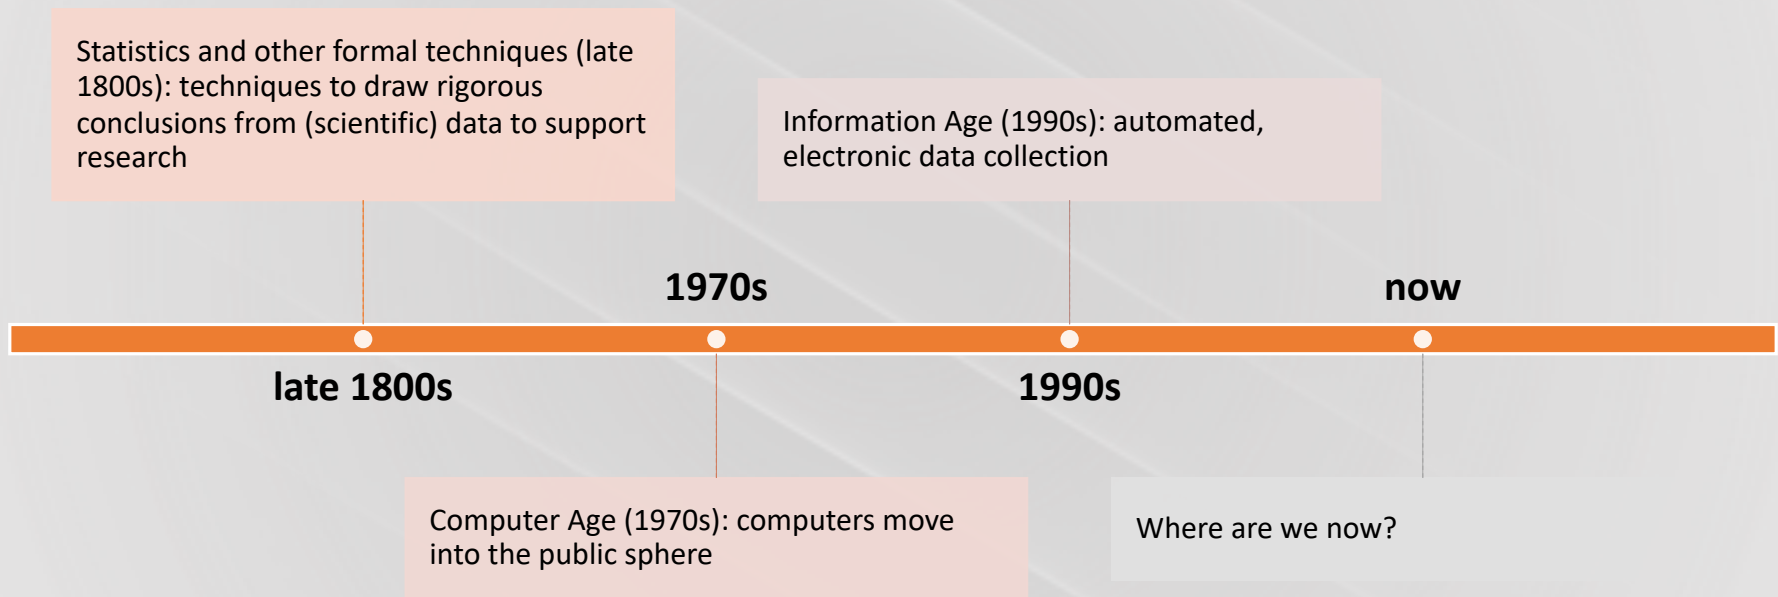 Statistics and other formal techniques (late
1800s): techniques to draw rigorous
conclusions from (scientific) data to support
research
Information Age (1990s): automated,
electronic data collection
1970s
now
late 1800s
1990s
Computer Age (1970s): computers move
into the public sphere
Where are we now?